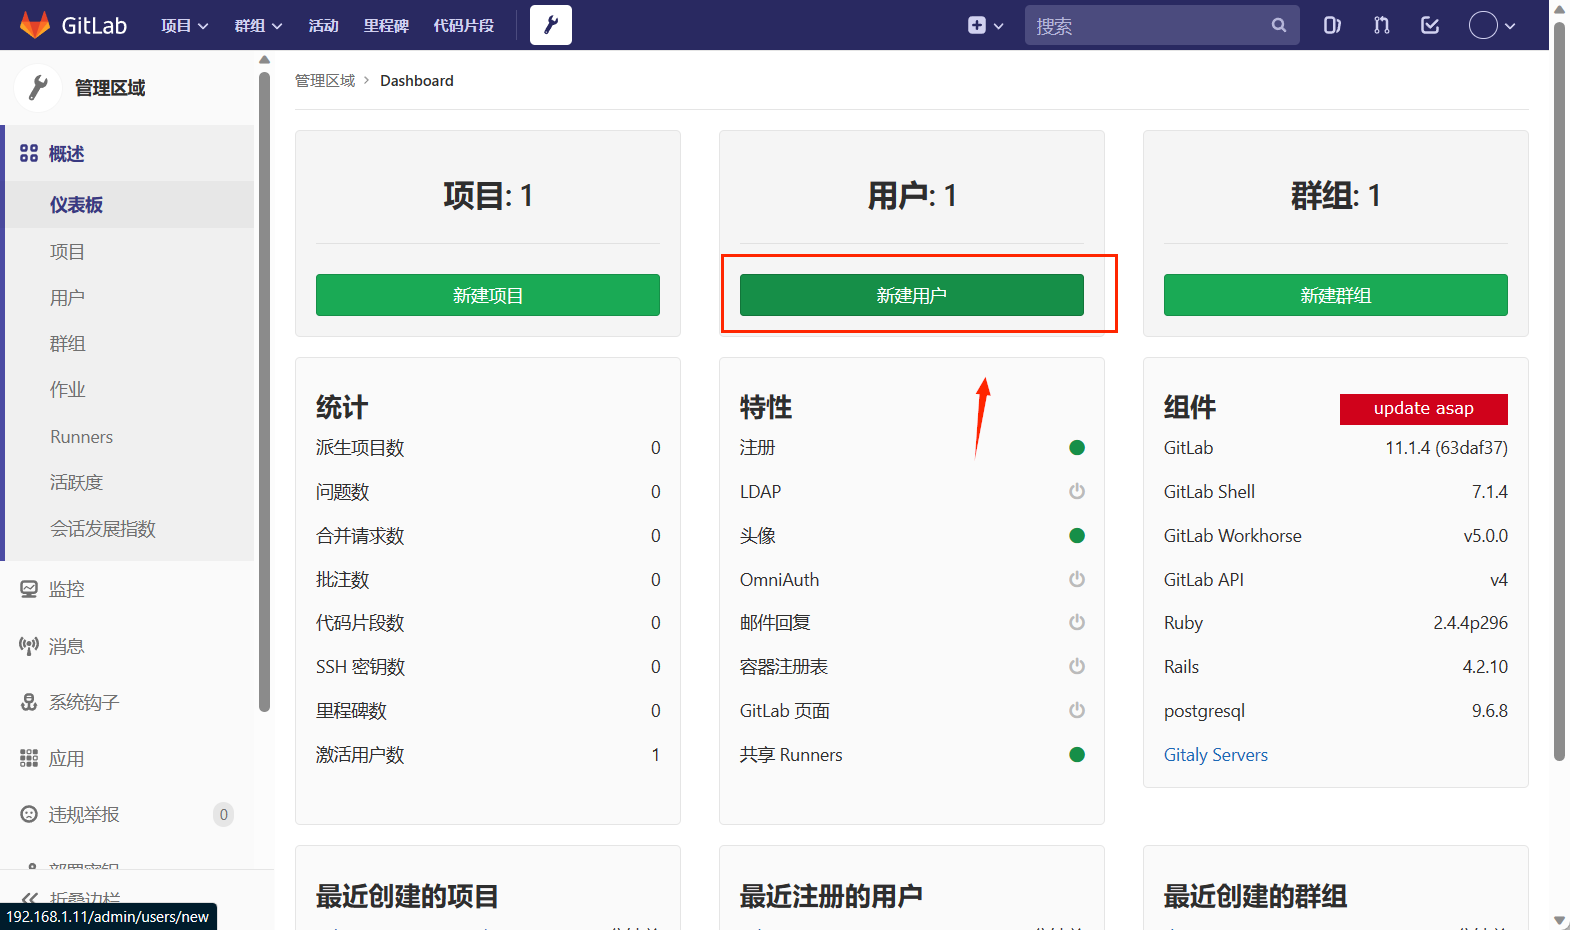 GitLab 项目 群组 活动 里程碑 代码片段 搜索
管理区域
概述
仪表板
项目
用户
群组
作业
Runners
活跃度
会话发展指数
监控
消息
系统钩子
应用
违规举报 0
部署密钥
折叠边栏
192.168.1.11/admin/users/new
管理区域 > Dashboard
项目: 1
新建项目
用户: 1
新建用户
群组: 1
新建群组
统计
派生项目数 0
问题数 0
合并请求数 0
批注数 0
代码片段数 0
SSH 密钥数 0
里程碑数 0
激活用户数 1
特性
注册
LDAP
头像
OmniAuth
邮件回复
容器注册表
GitLab 页面
共享 Runners
组件 update asap
GitLab 11.1.4 (63daf37)
GitLab Shell 7.1.4
GitLab Workhorse v5.0.0
GitLab API v4
Ruby 2.4.4p296
Rails 4.2.10
postgresql 9.6.8
Gitaly Servers
最近创建的项目
最近注册的用户
最近创建的群组